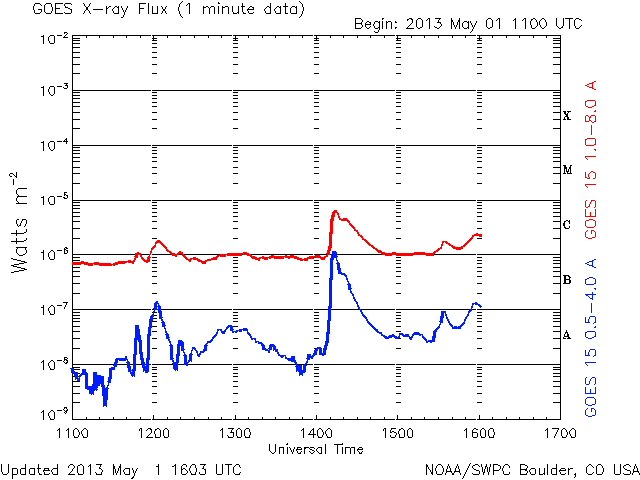 GOES X-ray Flux (1 minute data)
Begin: 2013 May 01 1100 UTC
10⁻²
10⁻³
10⁻⁴
10⁻⁵
10⁻⁶
10⁻⁷
10⁻⁸
10⁻⁹
Watts m⁻²
X
M
C
B
A
GOES 15 1.0-8.0 A
GOES 15 0.5-4.0 A
1100 1200 1300 1400 1500 1600 1700
Universal Time
Updated 2013 May 1 1603 UTC
NOAA/SWPC Boulder, CO USA